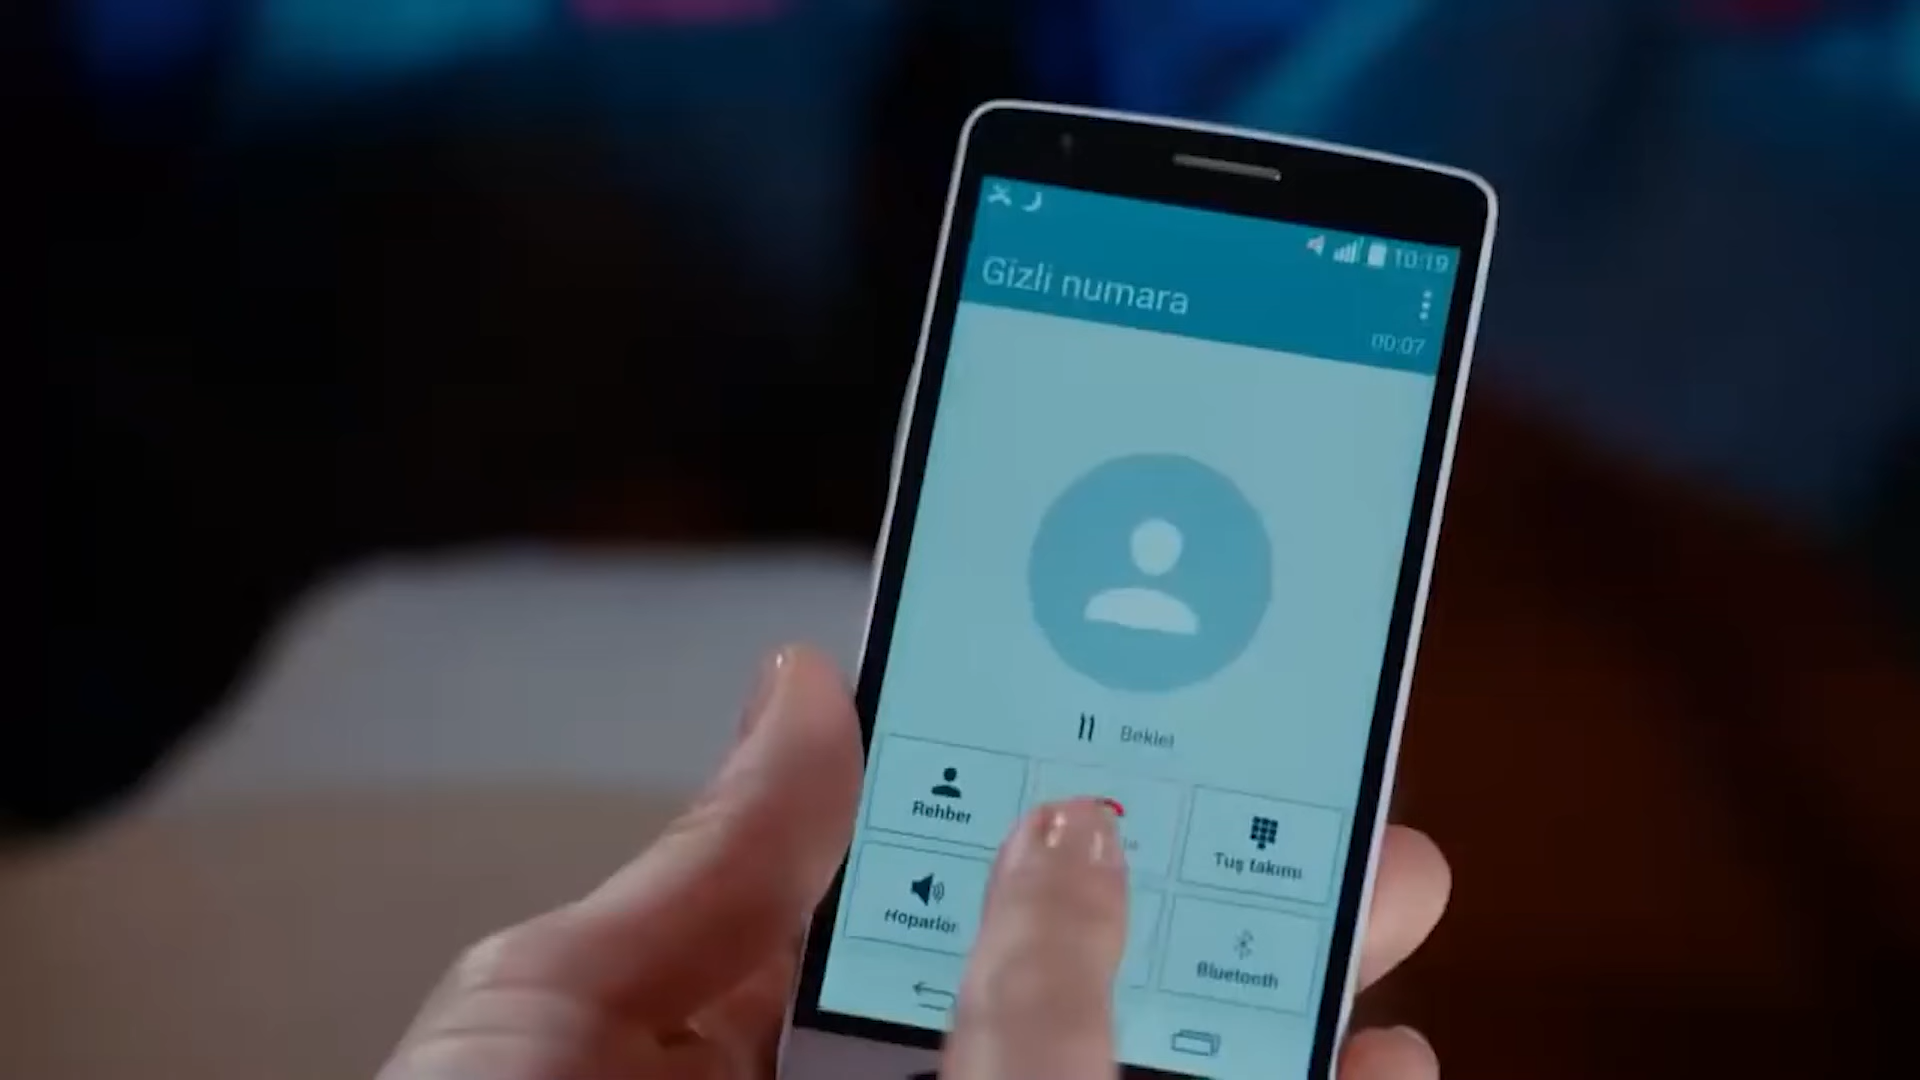 10:19
Gizli numara
00:07
Beklet
Rehber
Tuş takımı
Hoparlör
Bluetooth